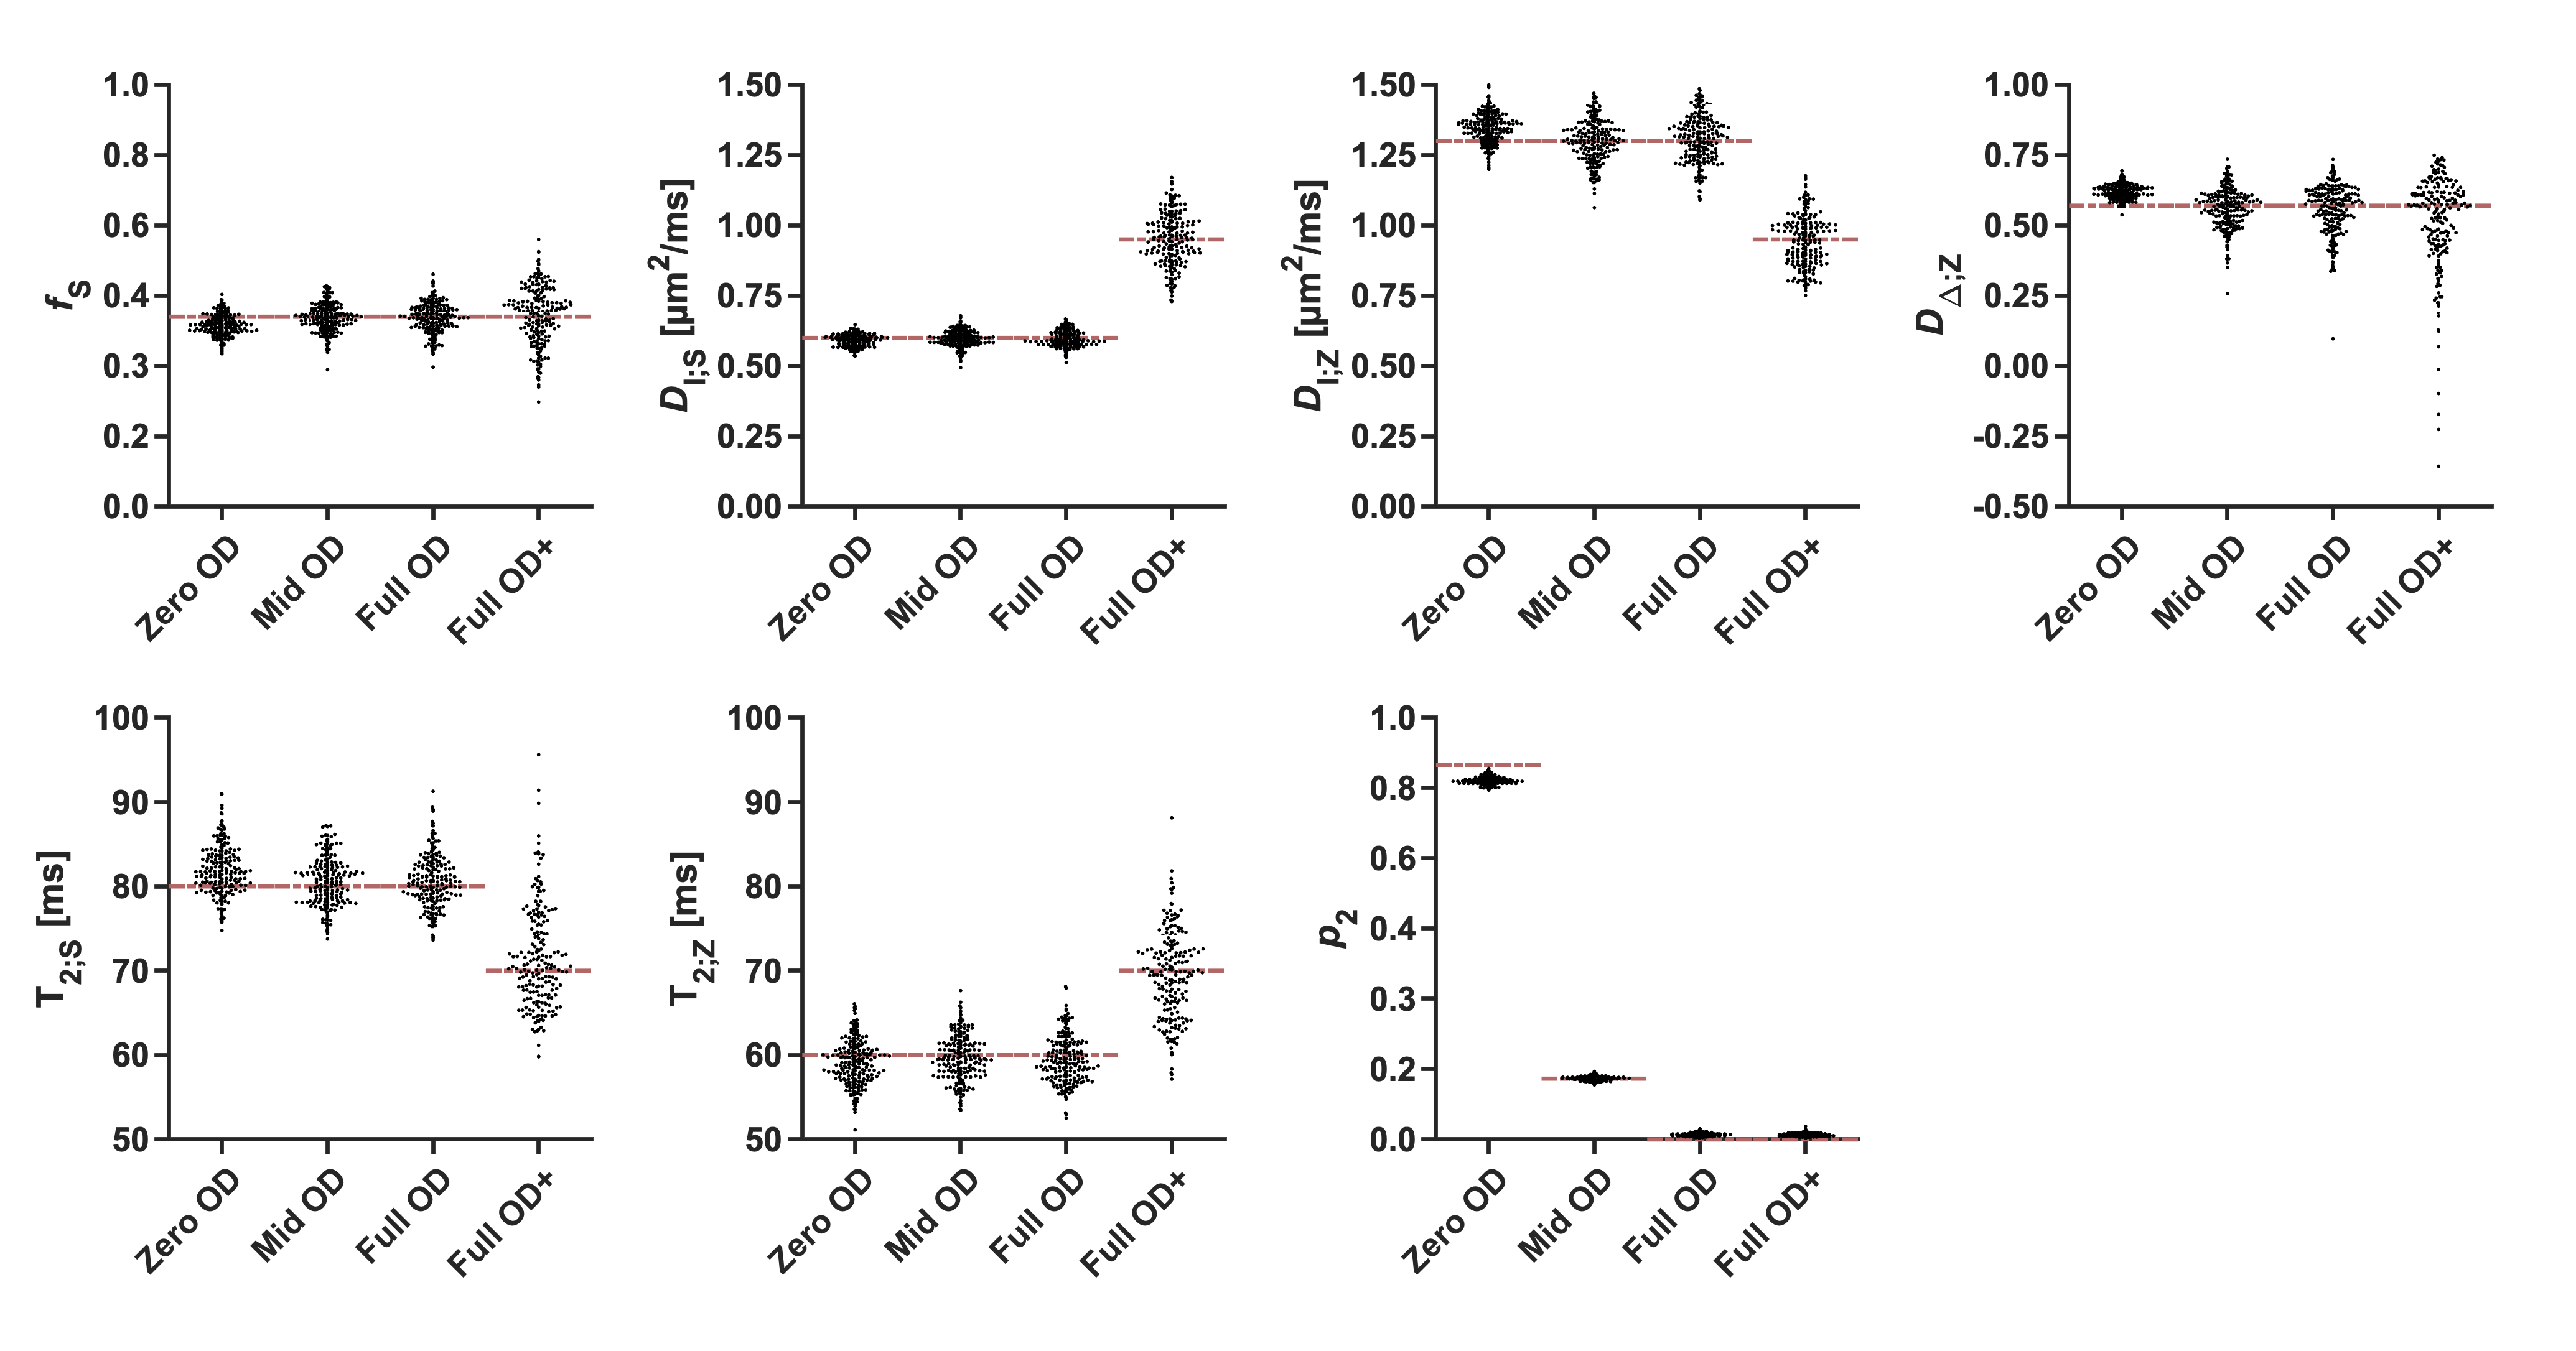 1.0
0.8
0.6
0.4
0.3
0.2
0.0
fS
Zero OD
Mid OD
Full OD
Full OD+
1.50
1.25
1.00
0.75
0.50
0.25
0.00
DI;S [µm2/ms]
Zero OD
Mid OD
Full OD
Full OD+
1.50
1.25
1.00
0.75
0.50
0.25
0.00
DI;Z [µm2/ms]
Zero OD
Mid OD
Full OD
Full OD+
1.00
0.75
0.50
0.25
0.00
-0.25
-0.50
D△;Z
Zero OD
Mid OD
Full OD
Full OD+
100
90
80
70
60
50
T2;S [ms]
Zero OD
Mid OD
Full OD
Full OD+
100
90
80
70
60
50
T2;Z [ms]
Zero OD
Mid OD
Full OD
Full OD+
1.0
0.8
0.6
0.4
0.3
0.2
0.0
p2
Zero OD
Mid OD
Full OD
Full OD+